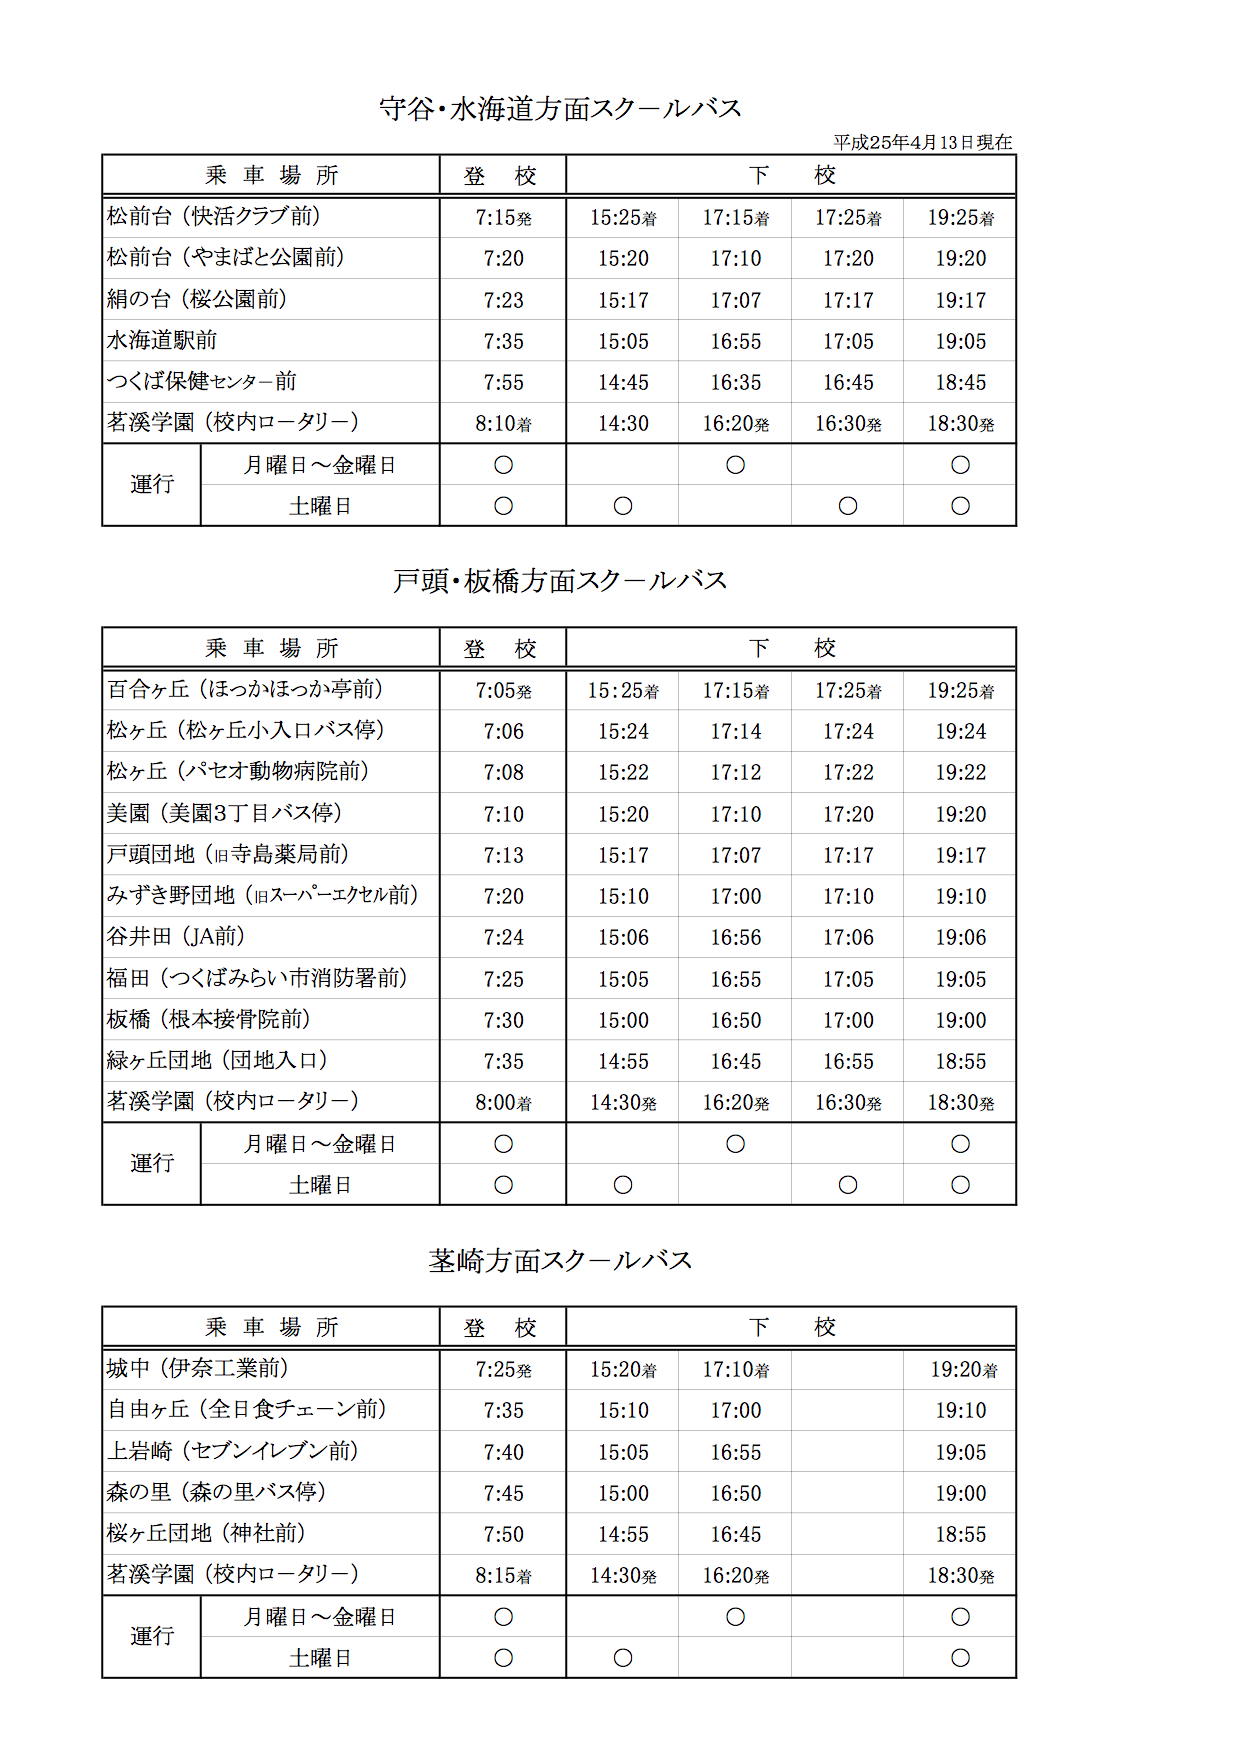 守谷・水海道方面スクールバス
平成25年4月13日現在
乗 車 場 所 登 校 下 校
松前台（快活クラブ前） 7:15発 15:25着 17:15着 17:25着 19:25着
松前台（やまばと公園前） 7:20 15:20 17:10 17:20 19:20
絹の台（桜公園前） 7:23 15:17 17:07 17:17 19:17
水海道駅前 7:35 15:05 16:55 17:05 19:05
つくば保健センター前 7:55 14:45 16:35 16:45 18:45
茗溪学園（校内ロータリー） 8:10着 14:30 16:20発 16:30発 18:30発
運行 月曜日～金曜日 ○ ○ ○
土曜日 ○ ○ ○ ○
戸頭・板橋方面スクールバス
乗 車 場 所 登 校 下 校
百合ヶ丘（ほっかほっか亭前） 7:05発 15:25着 17:15着 17:25着 19:25着
松ヶ丘（松ヶ丘小入口バス停） 7:06 15:24 17:14 17:24 19:24
松ヶ丘（パセオ動物病院前） 7:08 15:22 17:12 17:22 19:22
美園（美園3丁目バス停） 7:10 15:20 17:10 17:20 19:20
戸頭団地（旧寺島薬局前） 7:13 15:17 17:07 17:17 19:17
みずき野団地（旧スーパーエクセル前） 7:20 15:10 17:00 17:10 19:10
谷井田（JA前） 7:24 15:06 16:56 17:06 19:06
福田（つくばみらい市消防署前） 7:25 15:05 16:55 17:05 19:05
板橋（根本接骨院前） 7:30 15:00 16:50 17:00 19:00
緑ヶ丘団地（団地入口） 7:35 14:55 16:45 16:55 18:55
茗溪学園（校内ロータリー） 8:00着 14:30発 16:20発 16:30発 18:30発
運行 月曜日～金曜日 ○ ○ ○
土曜日 ○ ○ ○ ○
茎崎方面スクールバス
乗 車 場 所 登 校 下 校
城中（伊奈工業前） 7:25発 15:20着 17:10着 19:20着
自由ヶ丘（全日食チェーン前） 7:35 15:10 17:00 19:10
上岩崎（セブンイレブン前） 7:40 15:05 16:55 19:05
森の里（森の里バス停） 7:45 15:00 16:50 19:00
桜ヶ丘団地（神社前） 7:50 14:55 16:45 18:55
茗溪学園（校内ロータリー） 8:15着 14:30発 16:20発 18:30発
運行 月曜日～金曜日 ○ ○ ○
土曜日 ○ ○ ○